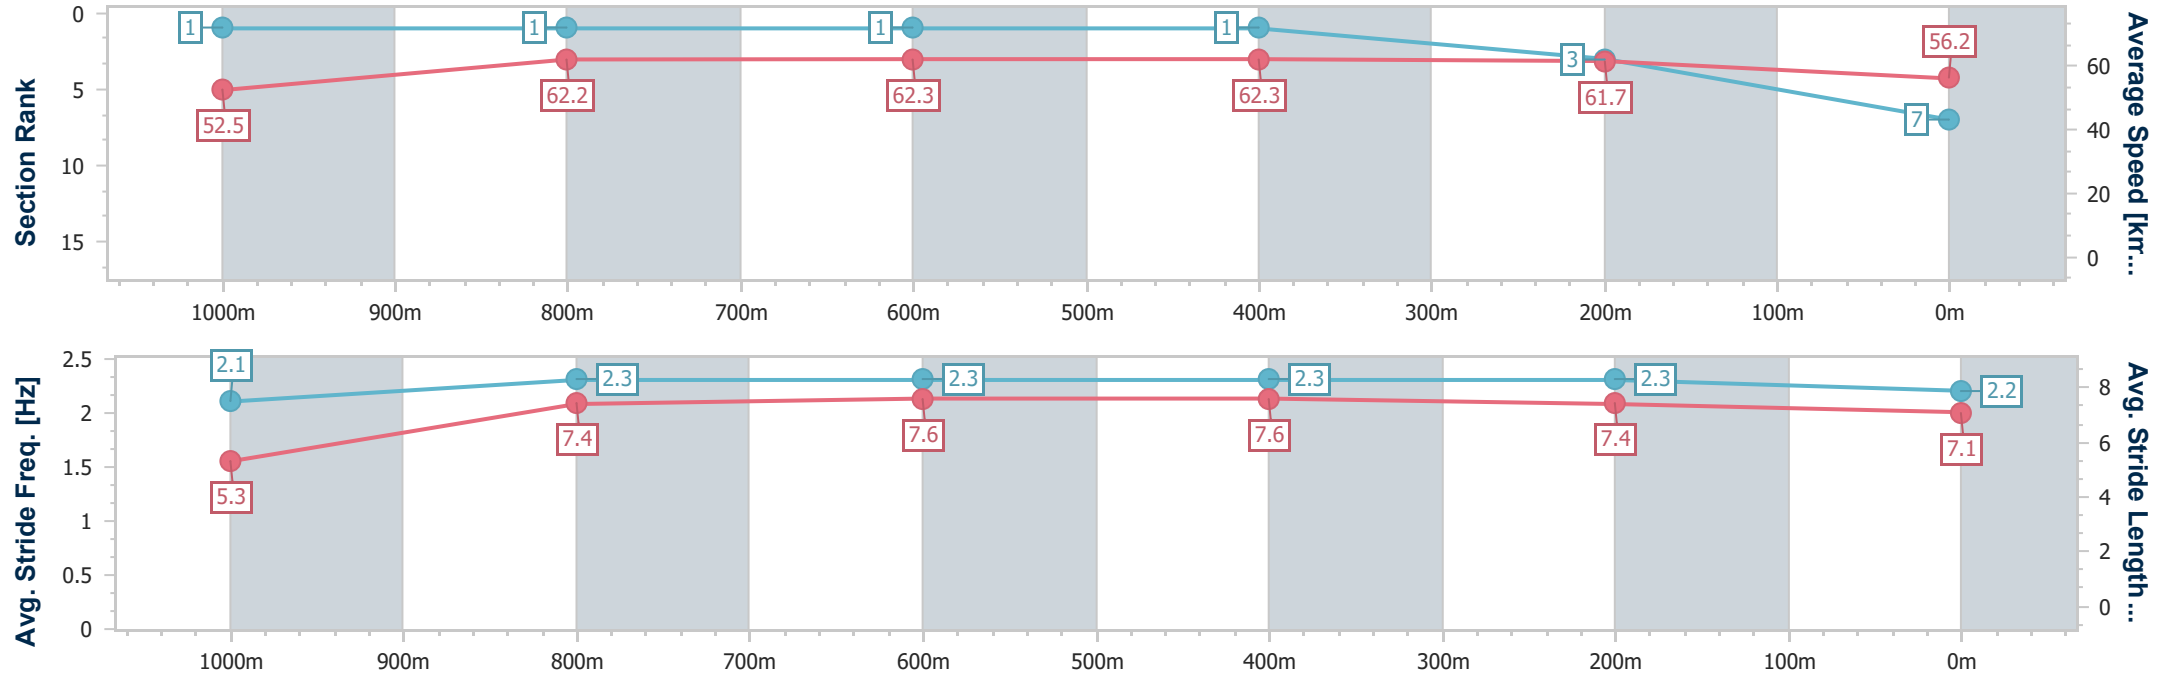 Section Rank
0
5
10
15
1
1
1
1
3
7
52.5
62.2
62.3
62.3
61.7
56.2
60
40
20
0
Average Speed [km...
1000m
900m
800m
700m
600m
500m
400m
300m
200m
100m
0m
Avg. Stride Freq. [Hz]
2.5
2
1.5
1
0.5
0
2.1
2.3
2.3
2.3
2.3
2.2
5.3
7.4
7.6
7.6
7.4
7.1
8
6
4
2
0
Avg. Stride Length ...
1000m
900m
800m
700m
600m
500m
400m
300m
200m
100m
0m